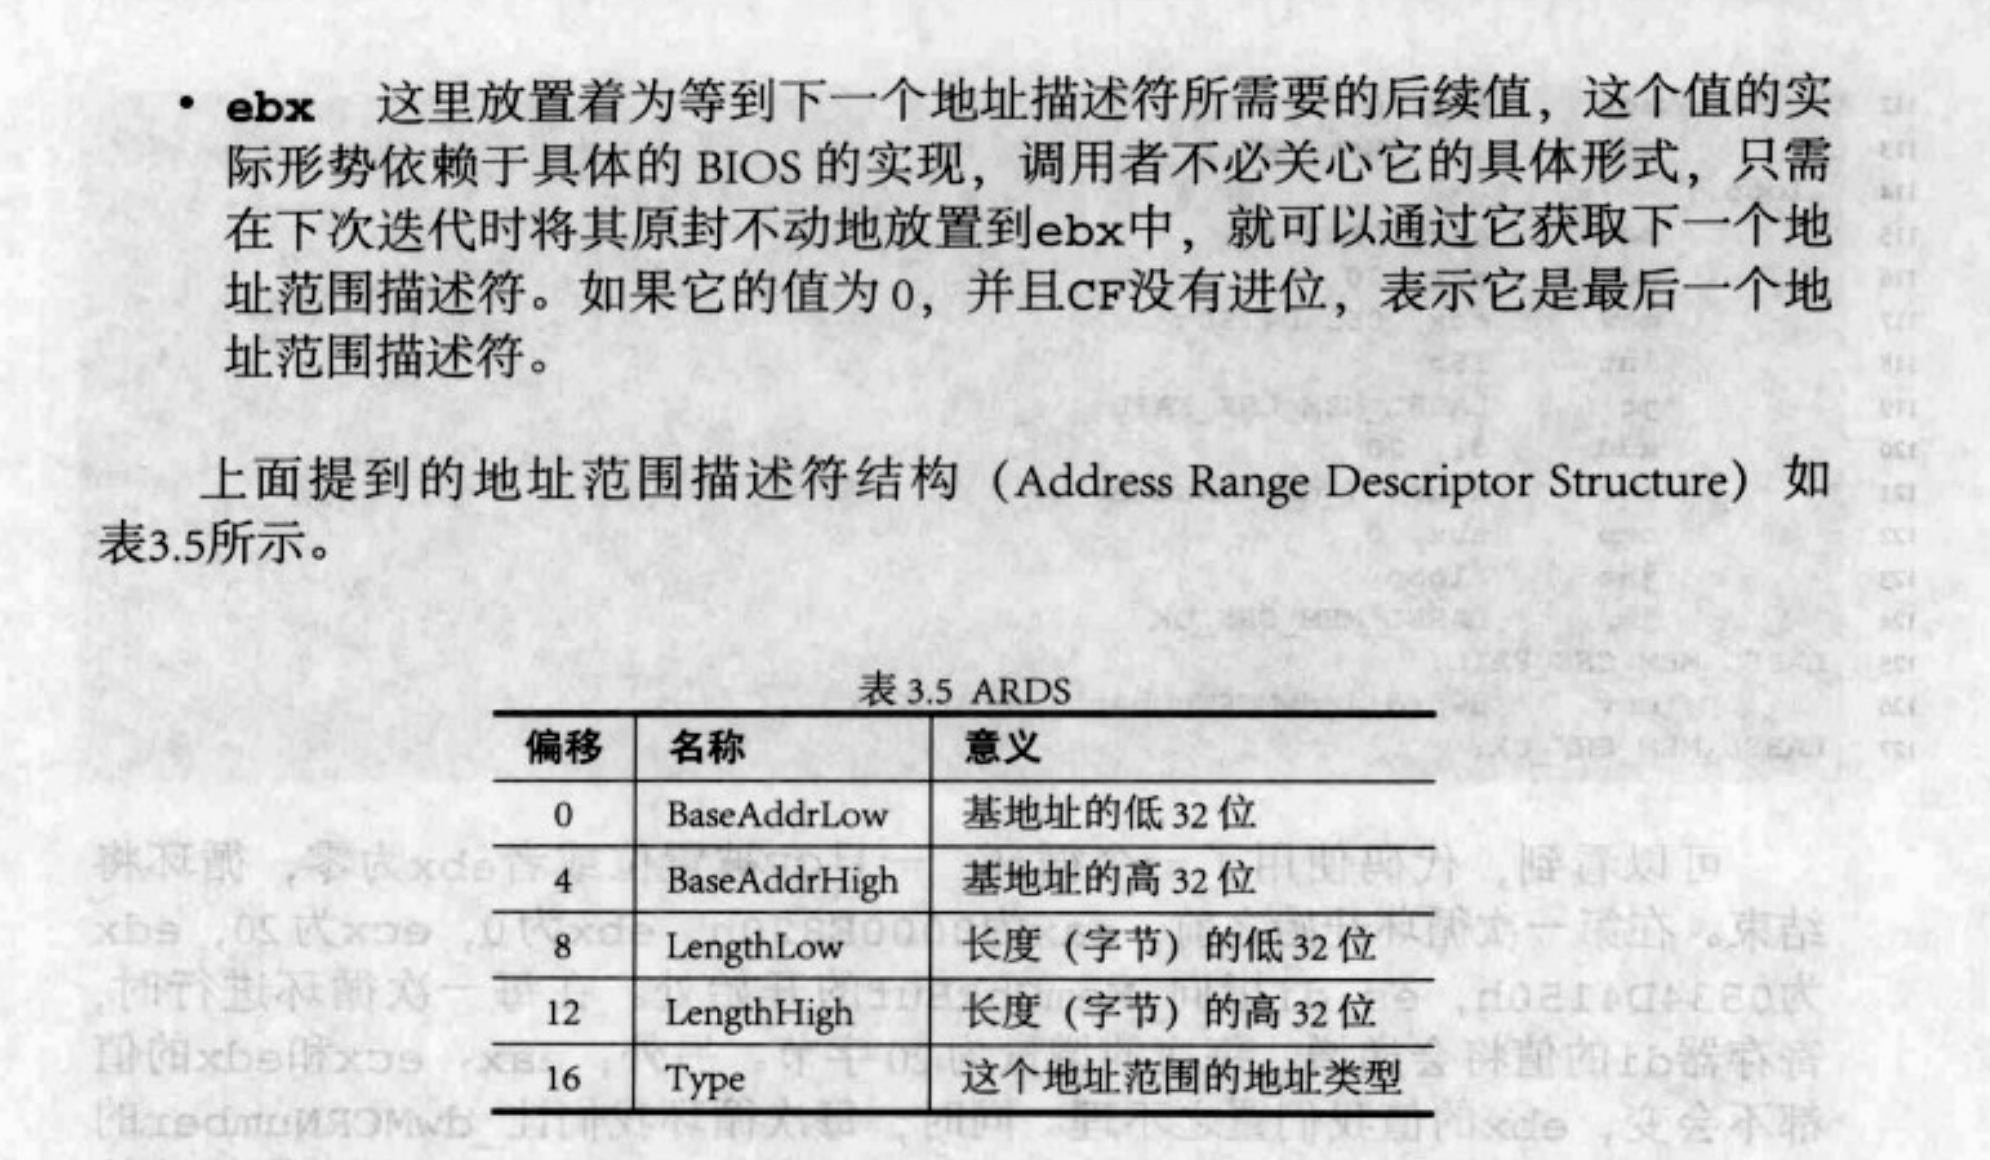 • ebx 这里放置着为等到下一个地址描述符所需要的后续值，这个值的实
际形势依赖于具体的 BIOS 的实现，调用者不必关心它的具体形式，只需
在下次迭代时将其原封不动地放置到ebx中，就可以通过它获取下一个地
址范围描述符。如果它的值为 0，并且CF没有进位，表示它是最后一个地
址范围描述符。
上面提到的地址范围描述符结构（Address Range Descriptor Structure）如
表3.5所示。
表 3.5 ARDS
偏移 名称 意义
0 BaseAddrLow 基地址的低 32 位
4 BaseAddrHigh 基地址的高 32 位
8 LengthLow 长度（字节）的低 32 位
12 LengthHigh 长度（字节）的高 32 位
16 Type 这个地址范围的地址类型